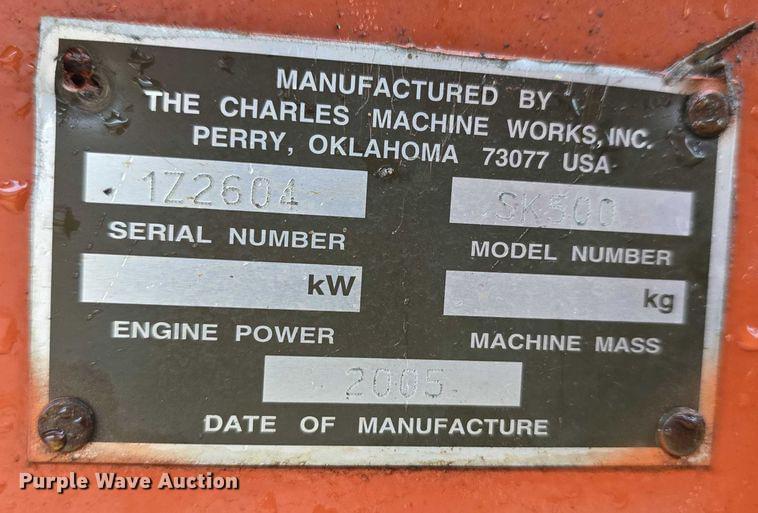 MANUFACTURED BY
THE CHARLES MACHINE WORKS, INC.
PERRY, OKLAHOMA 73077 USA
1Z2604 SK500
SERIAL NUMBER MODEL NUMBER
kW kg
ENGINE POWER MACHINE MASS
2005
DATE OF MANUFACTURE
Purple Wave Auction®